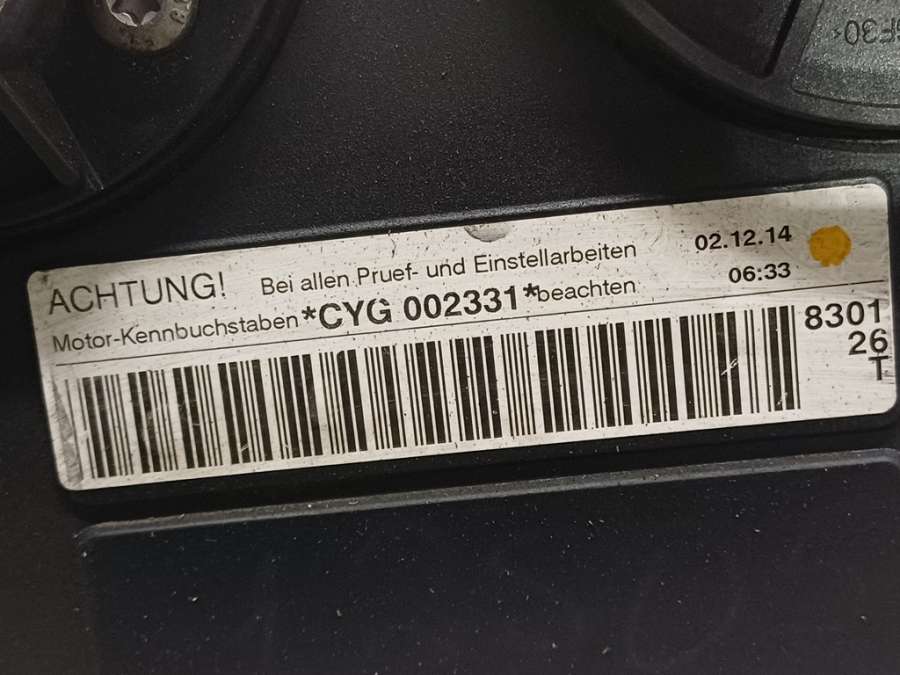 ACHTUNG! Bei allen Pruef- und Einstellarbeiten 02.12.14
Motor-Kennbuchstaben *CYG 002331* beachten 06:33
8301
26
T